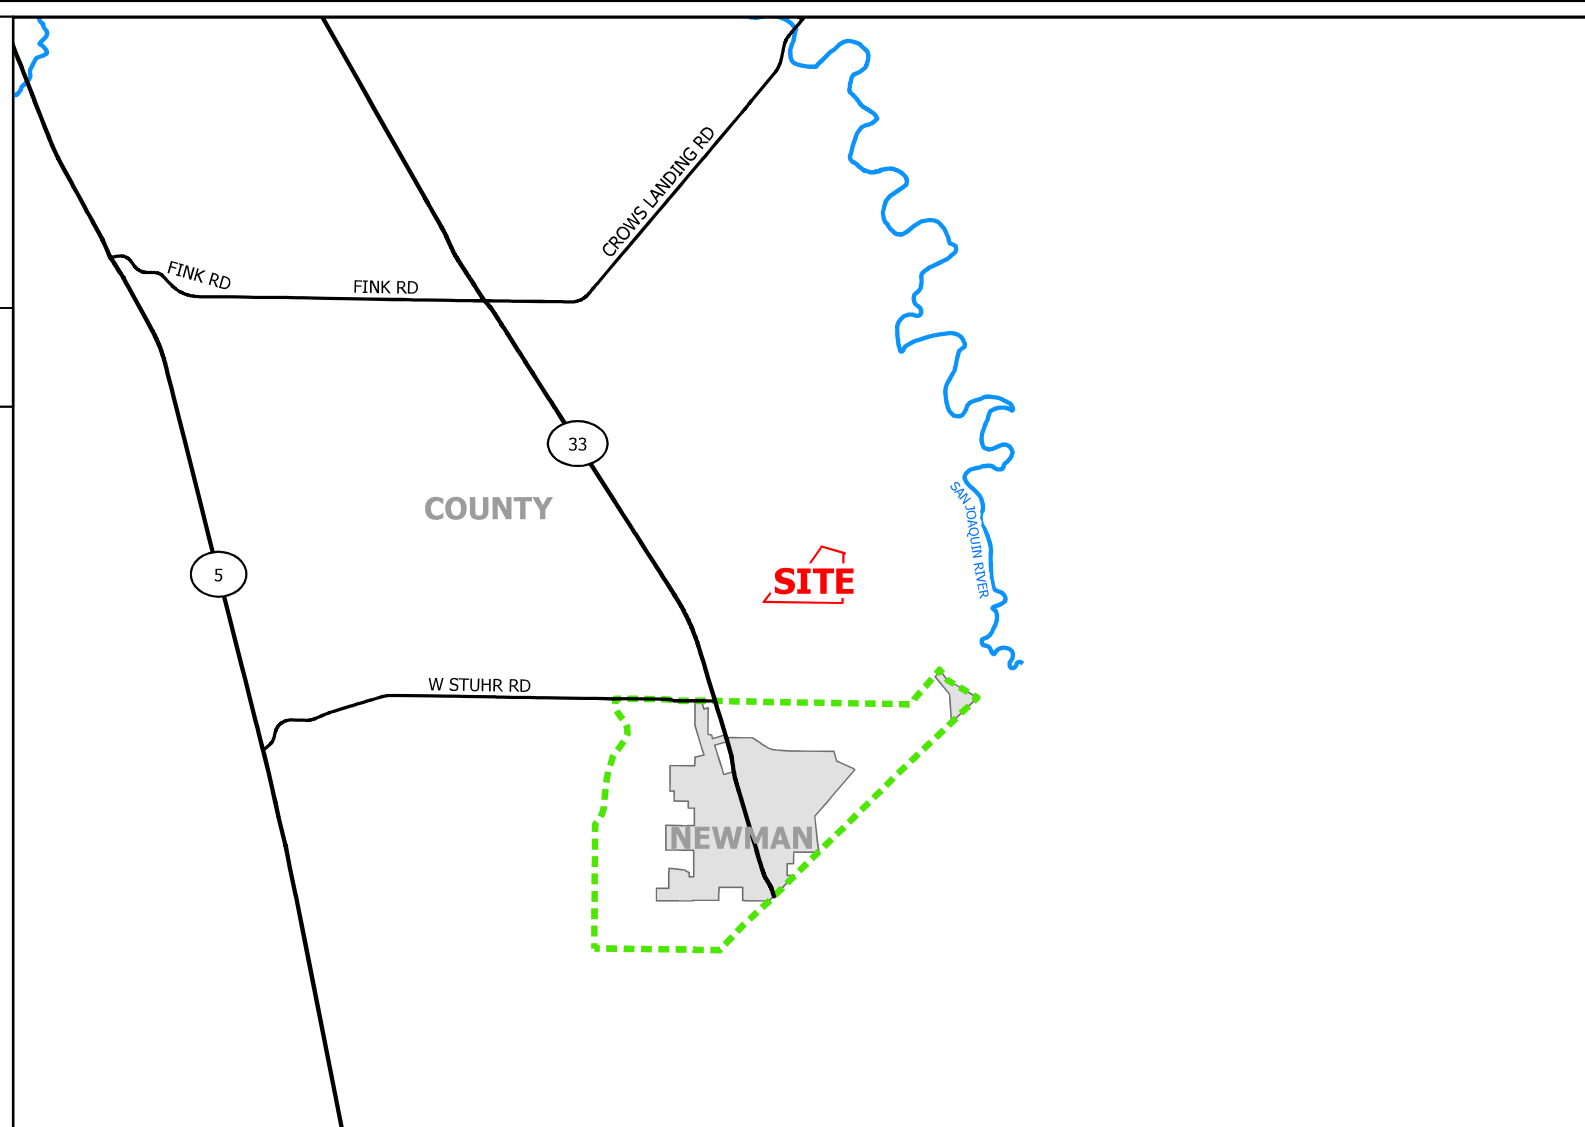 CROWS LANDING RD
FINK RD
FINK RD
33
COUNTY
SAN JOAQUIN RIVER
5
SITE
W STUHR RD
NEWMAN